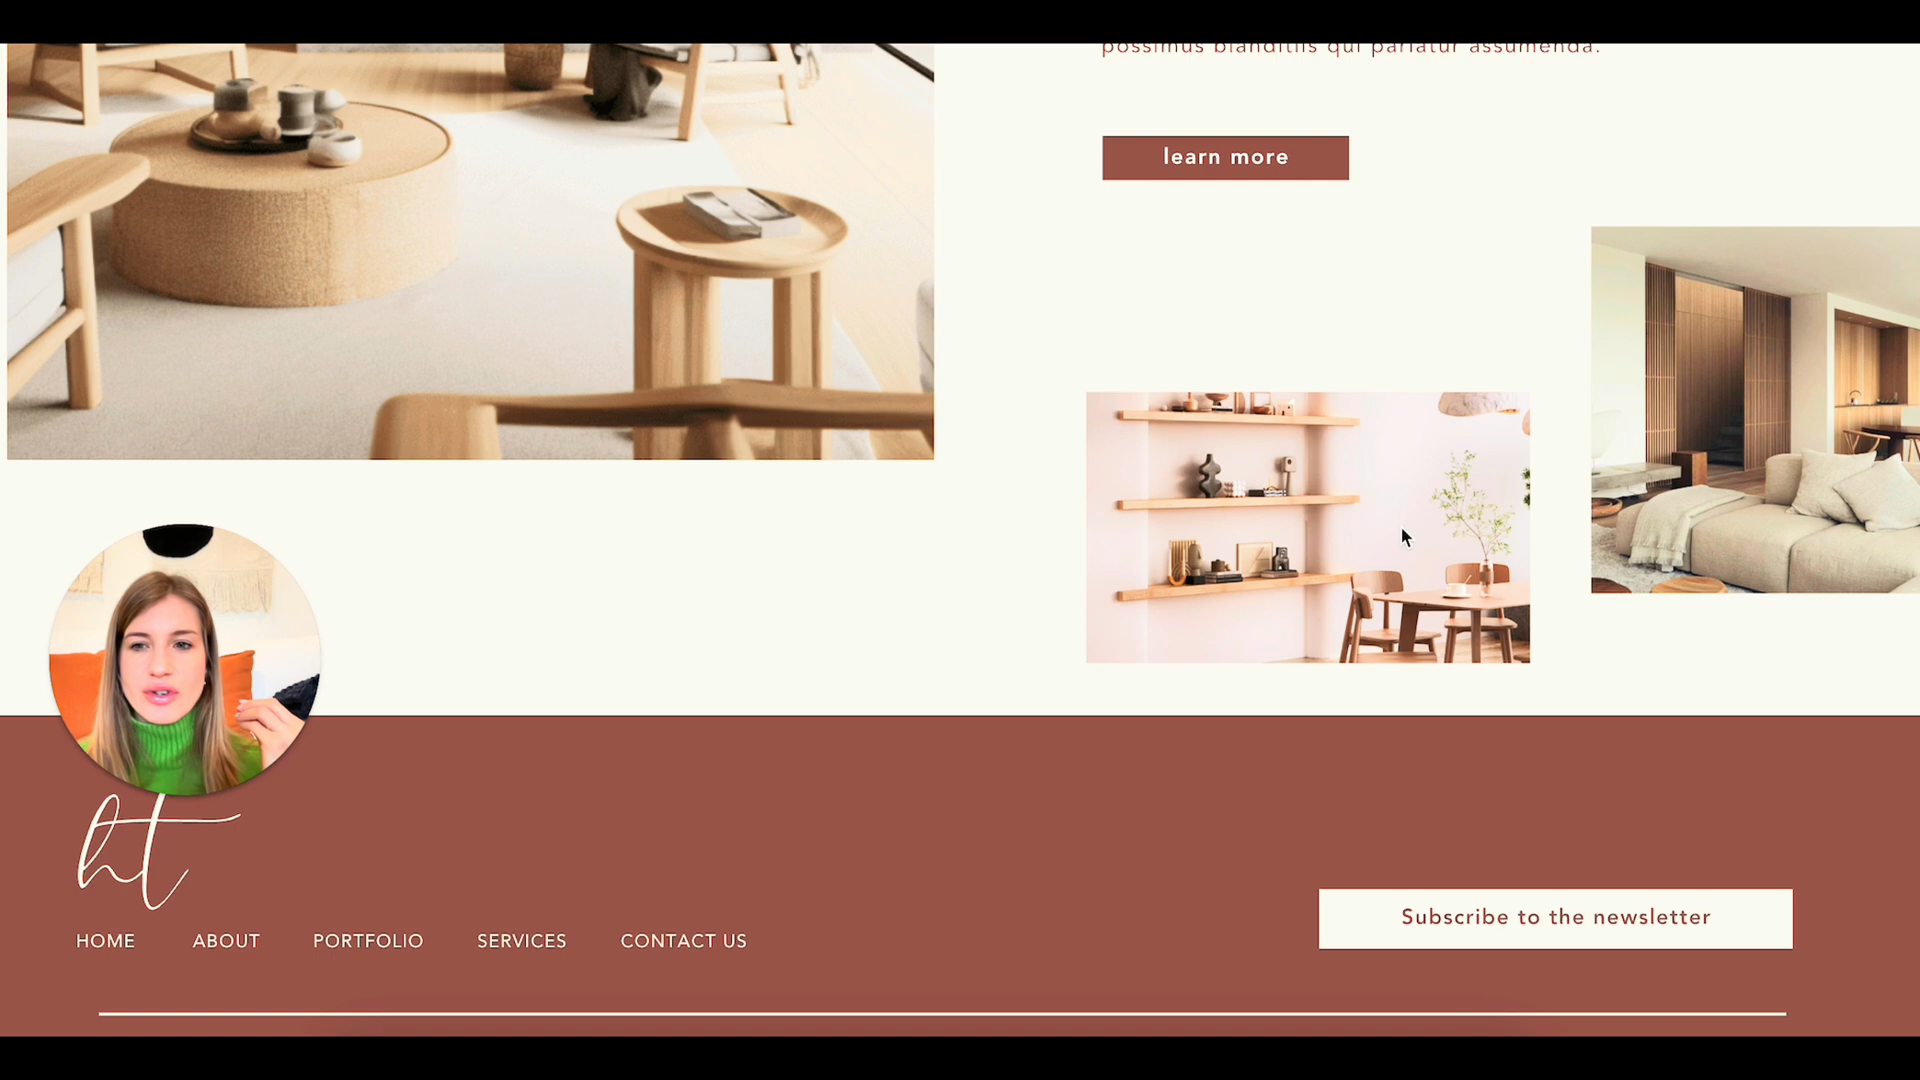 possimus blanditiis qui pariatur assumenda.
learn more
ht
HOME ABOUT PORTFOLIO SERVICES CONTACT US
Subscribe to the newsletter